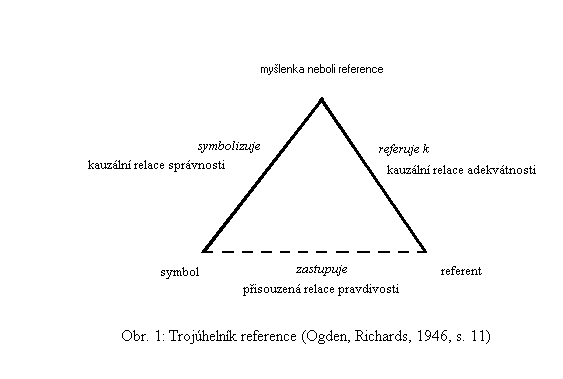 myšlenka neboli reference
symbolizuje
referuje k
kauzální relace správnosti
kauzální relace adekvátnosti
symbol
zastupuje
referent
přisouzená relace pravdivosti
Obr. 1: Trojúhelník reference (Ogden, Richards, 1946, s. 11)